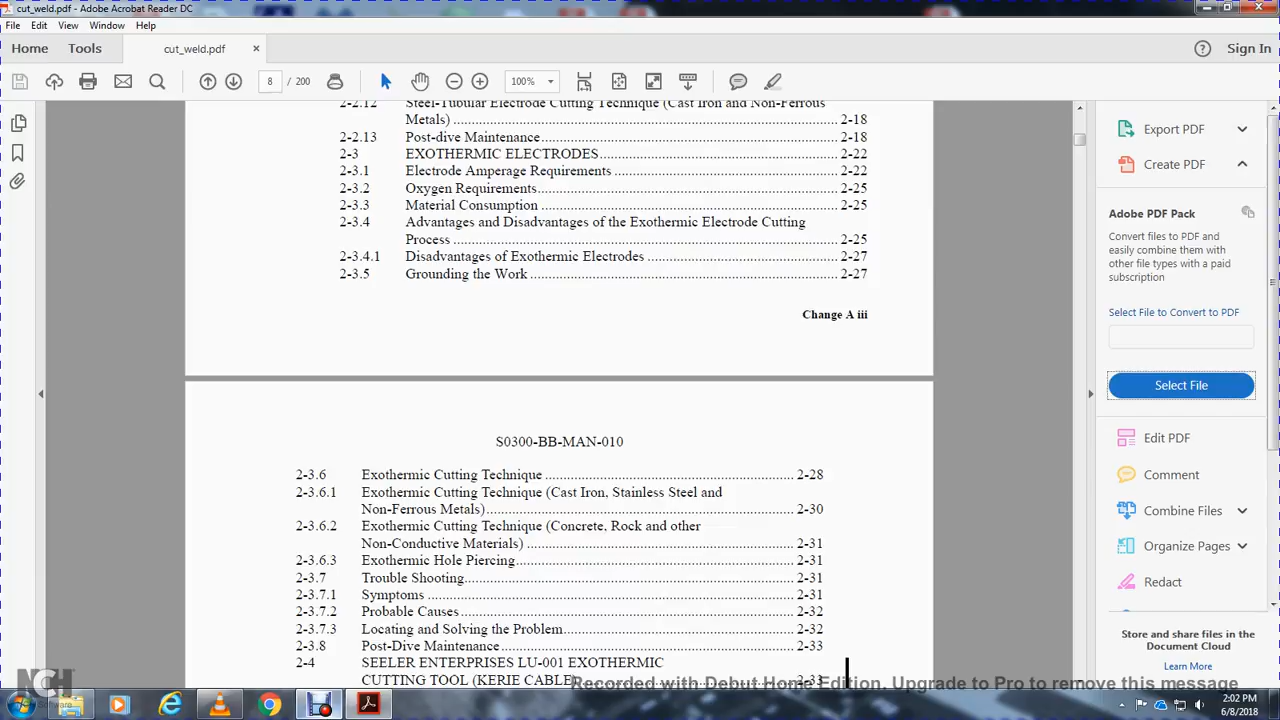 cut_weld.pdf - Adobe Acrobat Reader DC
File Edit View Window Help
Home Tools cut_weld.pdf × Sign In
8 / 200 100%
2-2.12 Steel-Tubular Electrode Cutting Technique (Cast Iron and Non-Ferrous
Metals) 2-18
2-2.13 Post-dive Maintenance 2-18
2-3 EXOTHERMIC ELECTRODES 2-22
2-3.1 Electrode Amperage Requirements 2-22
2-3.2 Oxygen Requirements 2-25
2-3.3 Material Consumption 2-25
2-3.4 Advantages and Disadvantages of the Exothermic Electrode Cutting
Process 2-25
2-3.4.1 Disadvantages of Exothermic Electrodes 2-27
2-3.5 Grounding the Work 2-27
Change A iii
S0300-BB-MAN-010
2-3.6 Exothermic Cutting Technique 2-28
2-3.6.1 Exothermic Cutting Technique (Cast Iron, Stainless Steel and
Non-Ferrous Metals) 2-30
2-3.6.2 Exothermic Cutting Technique (Concrete, Rock and other
Non-Conductive Materials) 2-31
2-3.6.3 Exothermic Hole Piercing 2-31
2-3.7 Trouble Shooting 2-31
2-3.7.1 Symptoms 2-31
2-3.7.2 Probable Causes 2-32
2-3.7.3 Locating and Solving the Problem 2-32
2-3.8 Post-Dive Maintenance 2-33
2-4 SEELER ENTERPRISES LU-001 EXOTHERMIC
CUTTING TOOL (KERIE CABLE) 2-33
Export PDF
Create PDF
Adobe PDF Pack
Convert files to PDF and
easily combine them with
other file types with a paid
subscription
Select File to Convert to PDF
Select File
Edit PDF
Comment
Combine Files
Organize Pages
Redact
Store and share files in the
Document Cloud
Learn More
Recorded with Debut Home Edition. Upgrade to Pro to remove this message
NCH
2:02 PM
6/8/2018